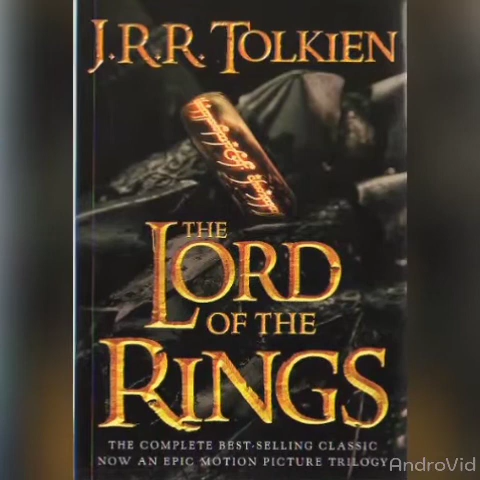 J.R.R. TOLKIEN
THE
LORD
OF THE
RINGS
THE COMPLETE BEST-SELLING CLASSIC
NOW AN EPIC MOTION PICTURE TRILOGY
AndroVid